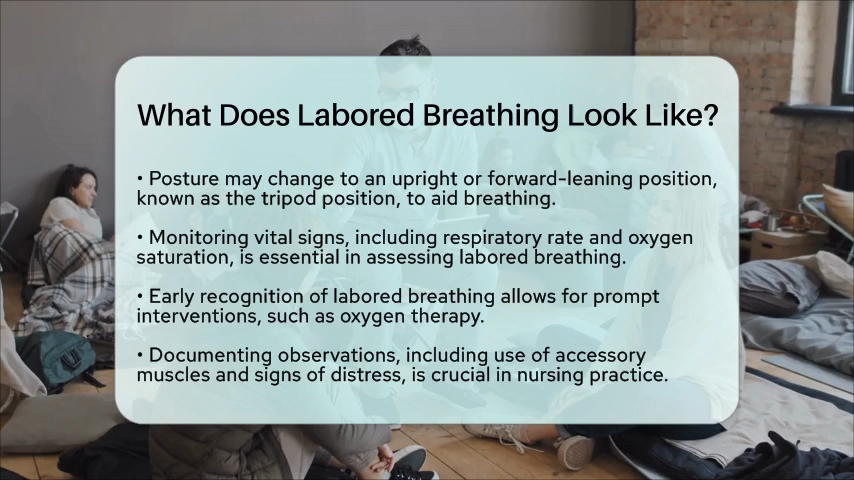 What Does Labored Breathing Look Like?
• Posture may change to an upright or forward-leaning position,
known as the tripod position, to aid breathing.
• Monitoring vital signs, including respiratory rate and oxygen
saturation, is essential in assessing labored breathing.
• Early recognition of labored breathing allows for prompt
interventions, such as oxygen therapy.
• Documenting observations, including use of accessory
muscles and signs of distress, is crucial in nursing practice.